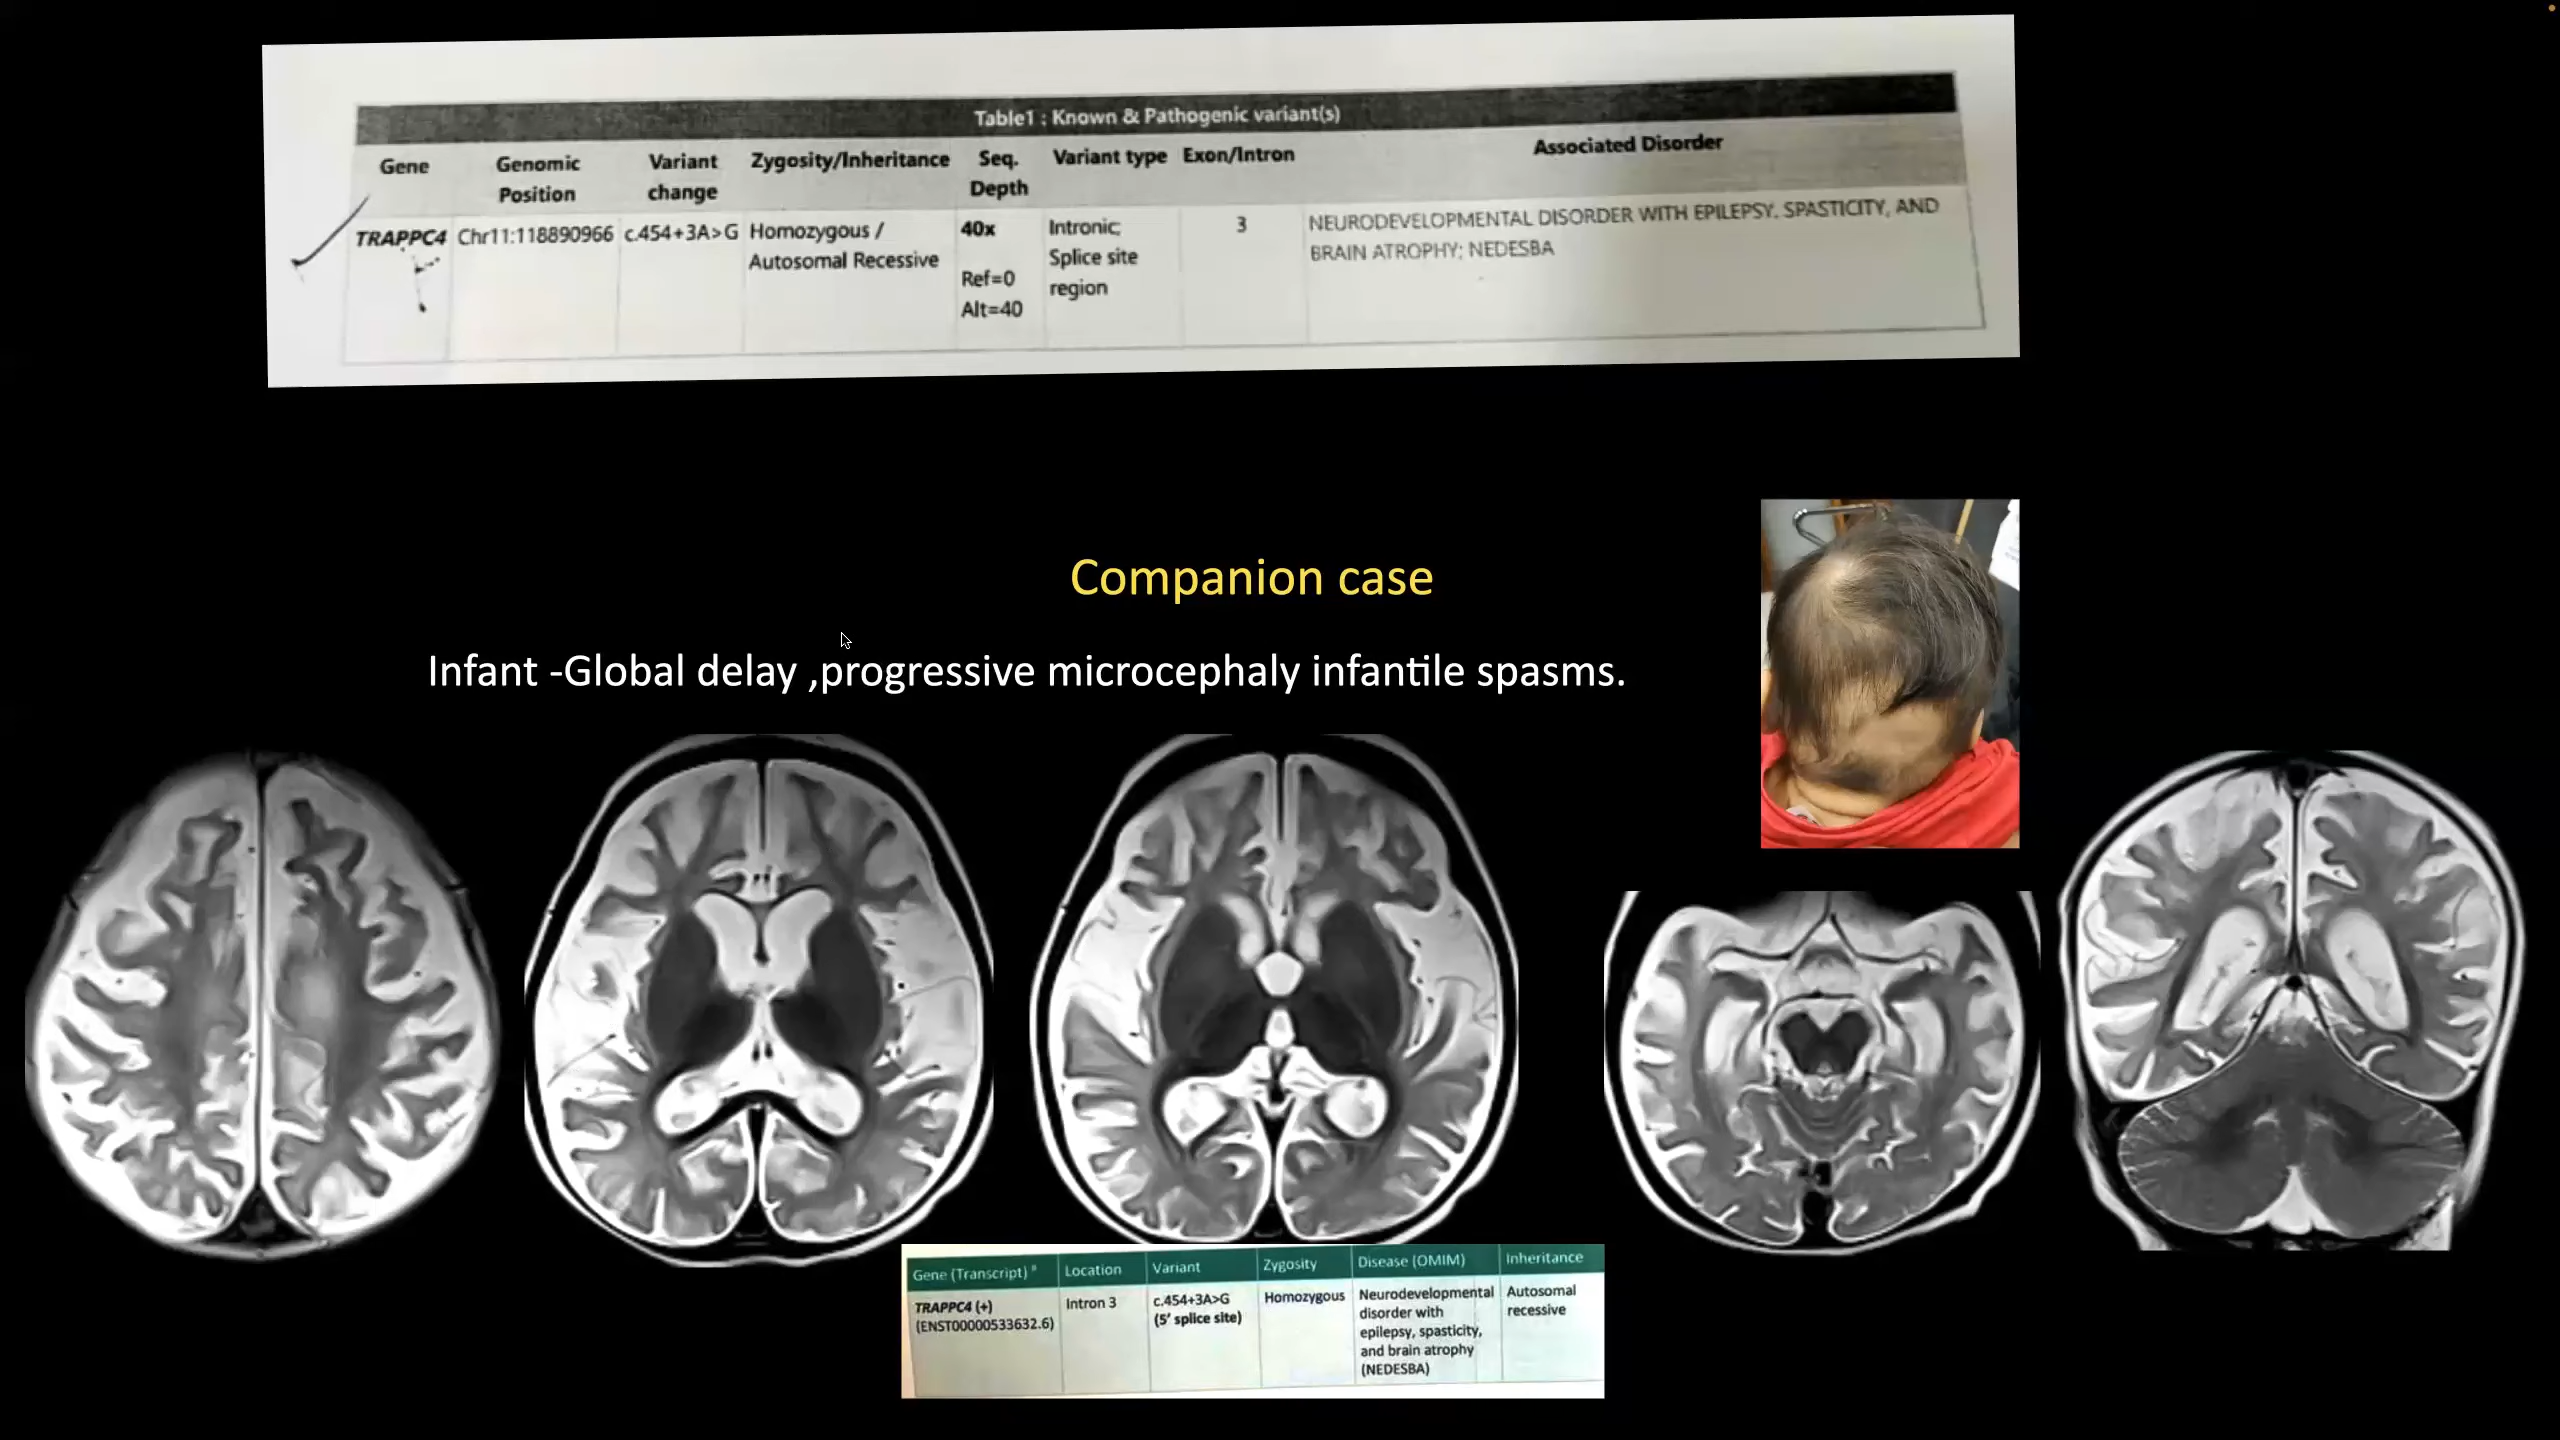 Table1 : Known & Pathogenic variant(s)
Gene Genomic Position Variant change Zygosity/Inheritance Seq. Depth Variant type Exon/Intron Associated Disorder
TRAPPC4 Chr11:118890966 c.454+3A>G Homozygous / Autosomal Recessive 40x Ref=0 Alt=40 Intronic; Splice site region 3 NEURODEVELOPMENTAL DISORDER WITH EPILEPSY, SPASTICITY, AND BRAIN ATROPHY; NEDESBA
Companion case
Infant -Global delay ,progressive microcephaly infantile spasms.
Gene (Transcript) # Location Variant Zygosity Disease (OMIM) Inheritance
TRAPPC4 (+) (ENST00000533632.6) Intron 3 c.454+3A>G (5' splice site) Homozygous Neurodevelopmental disorder with epilepsy, spasticity, and brain atrophy (NEDESBA) Autosomal recessive